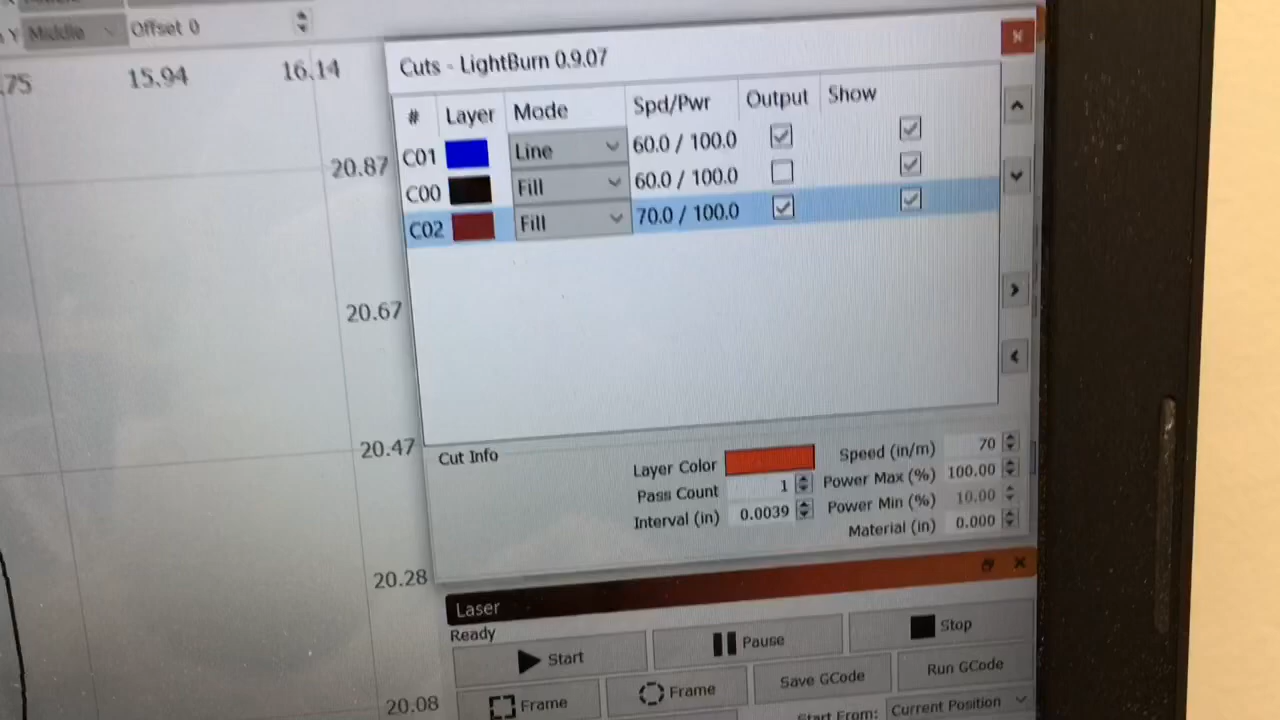 Y Middle Offset 0
.75 15.94 16.14
Cuts - LightBurn 0.9.07
# Layer Mode Spd/Pwr Output Show
C01 Line 60.0 / 100.0
C00 Fill 60.0 / 100.0
C02 Fill 70.0 / 100.0
20.87
20.67
20.47
20.28
20.08
Cut Info
Layer Color
Pass Count 1
Interval (in) 0.0039
Speed (in/m) 70
Power Max (%) 100.00
Power Min (%) 10.00
Material (in) 0.000
Laser
Ready
Start Pause Stop
Frame Frame Save GCode Run GCode
Start From: Current Position